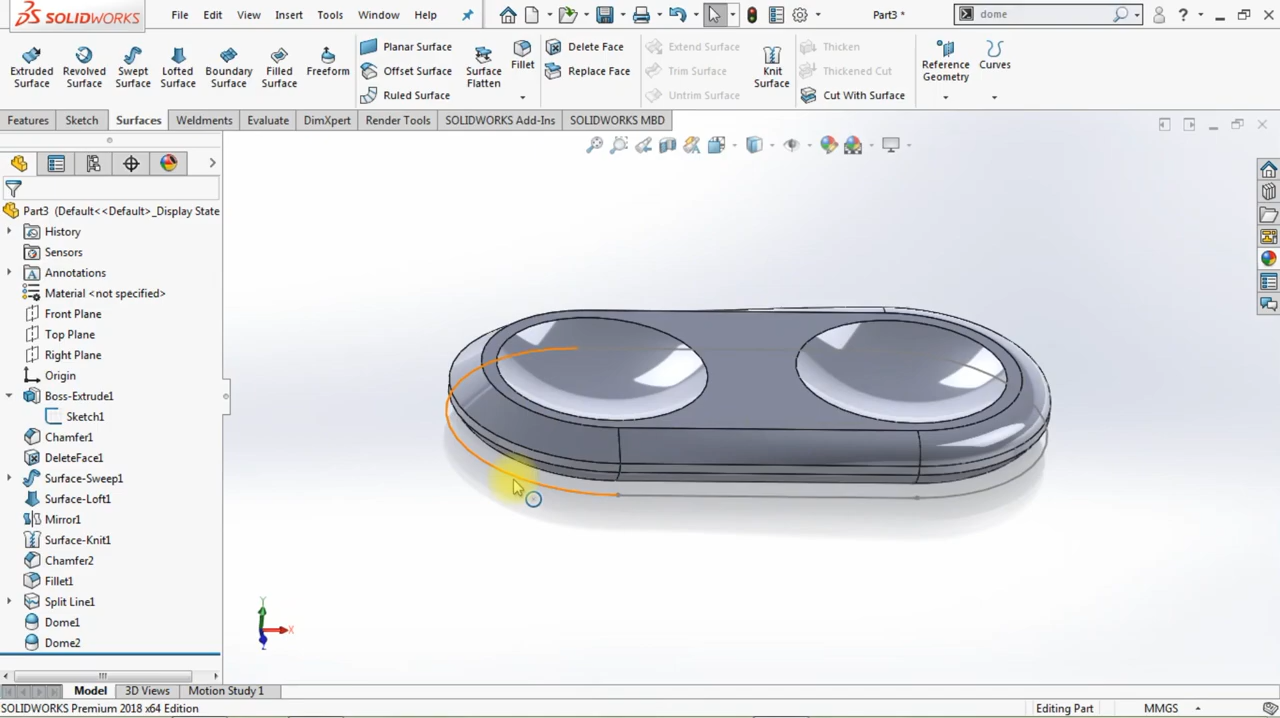 SOLIDWORKS File Edit View Insert Tools Window Help Part3 * dome ?
Extruded Surface
Revolved Surface
Swept Surface
Lofted Surface
Boundary Surface
Filled Surface
Freeform
Planar Surface
Offset Surface
Ruled Surface
Surface Flatten
Fillet
Delete Face
Replace Face
Extend Surface
Trim Surface
Untrim Surface
Knit Surface
Thicken
Thickened Cut
Cut With Surface
Reference Geometry
Curves
Features Sketch Surfaces Weldments Evaluate DimXpert Render Tools SOLIDWORKS Add-Ins SOLIDWORKS MBD
Part3 (Default<<Default>_Display State
History
Sensors
Annotations
Material <not specified>
Front Plane
Top Plane
Right Plane
Origin
Boss-Extrude1
Sketch1
Chamfer1
DeleteFace1
Surface-Sweep1
Surface-Loft1
Mirror1
Surface-Knit1
Chamfer2
Fillet1
Split Line1
Dome1
Dome2
Y
X
Z
Model 3D Views Motion Study 1
SOLIDWORKS Premium 2018 x64 Edition Editing Part MMGS